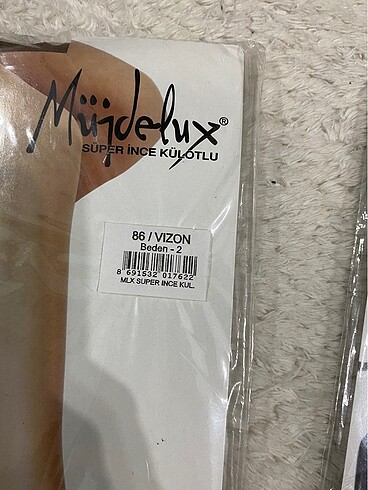 Müjdelux®
SÜPER İNCE KÜLOTLU
86 / VIZON
Beden - 2
8 691532 017622
MLX SUPER INCE KUL.